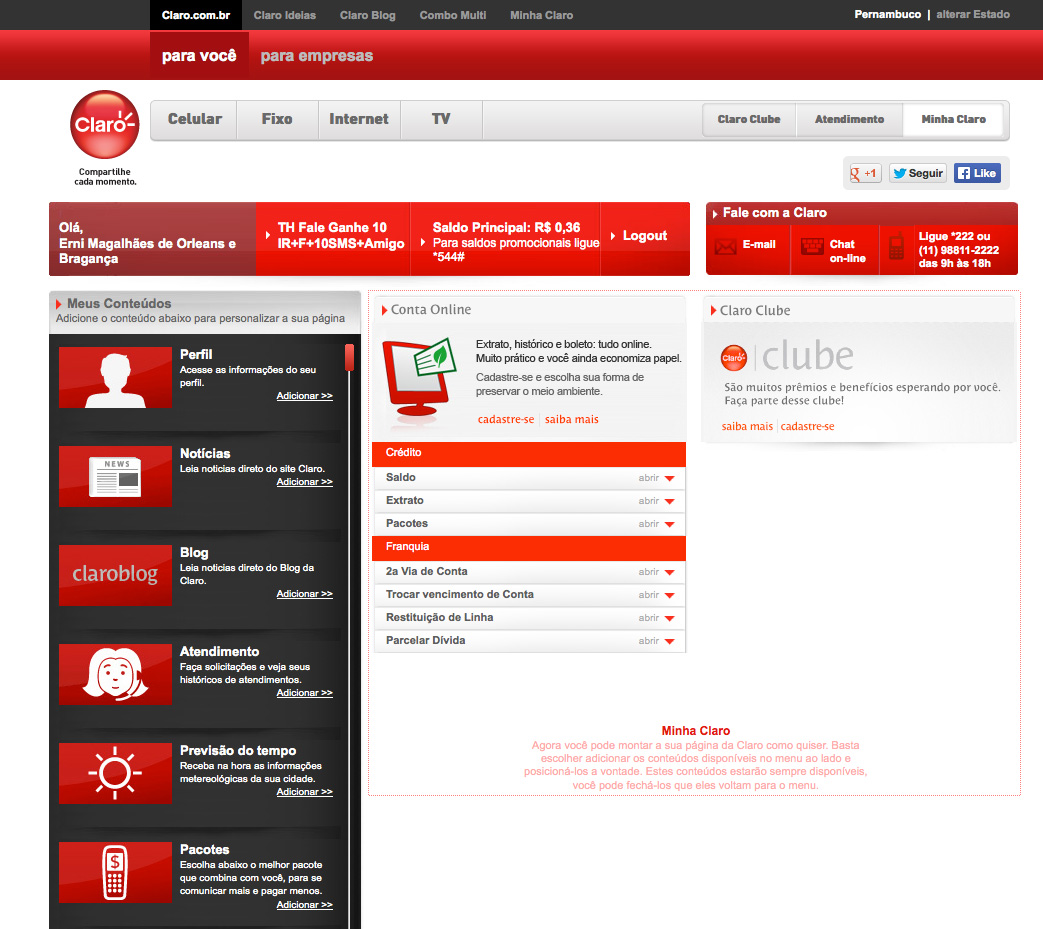 Claro.com.br Claro Ideias Claro Blog Combo Multi Minha Claro Pernambuco | alterar Estado
para você para empresas
Claro
Compartilhe
cada momento.
Celular Fixo Internet TV Claro Clube Atendimento Minha Claro
+1 Seguir Like
Olá,
Erni Magalhães de Orleans e
Bragança
TH Fale Ganhe 10
IR+F+10SMS+Amigo
Saldo Principal: R$ 0,36
Para saldos promocionais ligue
*544#
Logout
Fale com a Claro
E-mail
Chat
on-line
Ligue *222 ou
(11) 98811-2222
das 9h às 18h
Meus Conteúdos
Adicione o conteúdo abaixo para personalizar a sua página
Perfil
Acesse as informações do seu
perfil.
Adicionar >>
NEWS
Notícias
Leia noticias direto do site Claro.
Adicionar >>
claroblog
Blog
Leia noticias direto do Blog da
Claro.
Adicionar >>
Atendimento
Faça solicitações e veja seus
históricos de atendimentos.
Adicionar >>
Previsão do tempo
Receba na hora as informações
metereológicas da sua cidade.
Adicionar >>
$
Pacotes
Escolha abaixo o melhor pacote
que combina com você, para se
comunicar mais e pagar menos.
Adicionar >>
Conta Online
Extrato, histórico e boleto: tudo online.
Muito prático e você ainda economiza papel.
Cadastre-se e escolha sua forma de
preservar o meio ambiente.
cadastre-se | saiba mais
Crédito
Saldo abrir
Extrato abrir
Pacotes abrir
Franquia
2a Via de Conta abrir
Trocar vencimento de Conta abrir
Restituição de Linha abrir
Parcelar Dívida abrir
Claro Clube
Claro | clube
São muitos prêmios e benefícios esperando por você.
Faça parte desse clube!
saiba mais | cadastre-se
Minha Claro
Agora você pode montar a sua página da Claro como quiser. Basta
escolher adicionar os conteúdos disponíveis no menu ao lado e
posicioná-los a vontade. Estes conteúdos estarão sempre disponíveis,
você pode fechá-los que eles voltam para o menu.